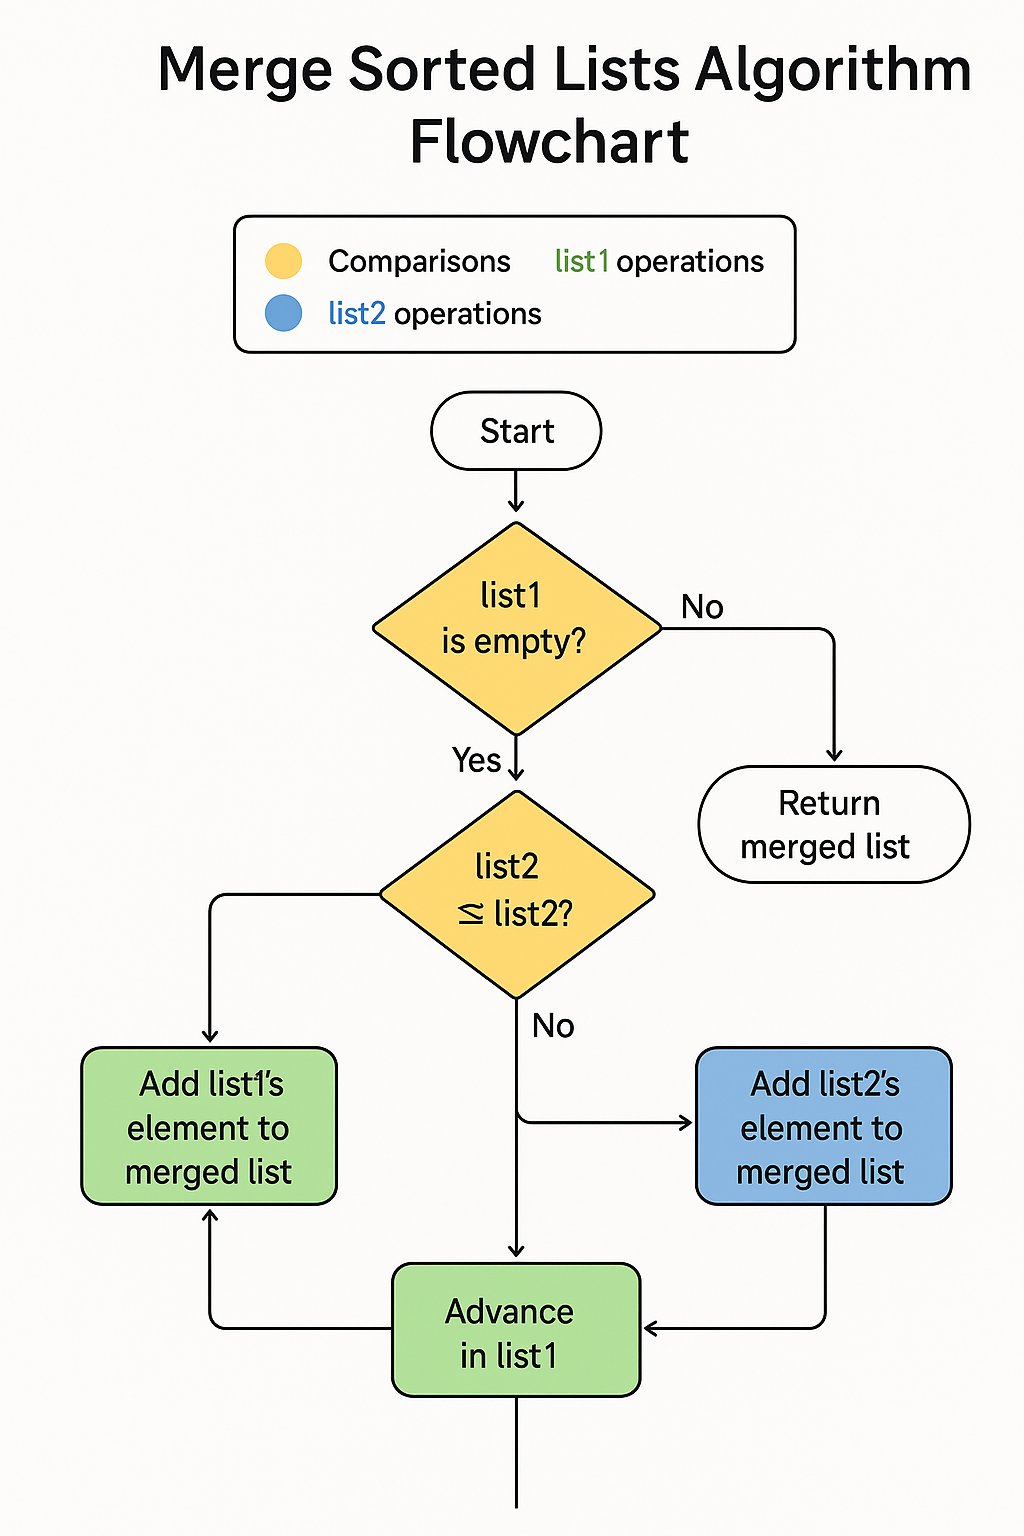 Merge Sorted Lists Algorithm
Flowchart
Comparisons list1 operations
list2 operations
Start
list1
is empty?
No
Yes
Return
merged list
list2
≤ list2?
No
Add list1's
element to
merged list
Add list2's
element to
merged list
Advance
in list1